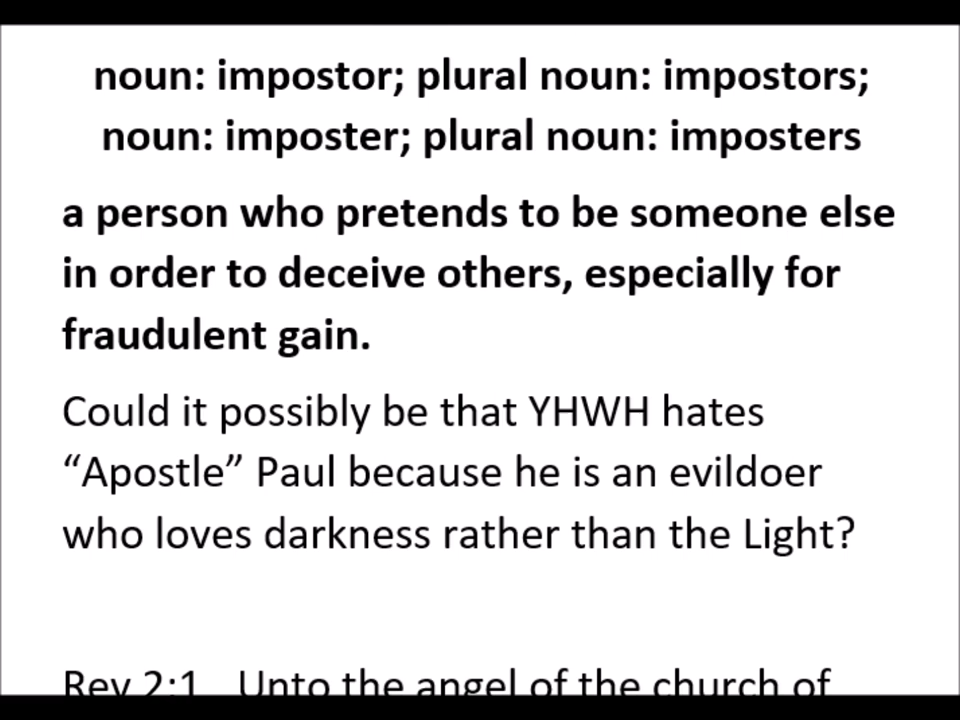 noun: impostor; plural noun: impostors;
noun: imposter; plural noun: imposters
a person who pretends to be someone else
in order to deceive others, especially for
fraudulent gain.
Could it possibly be that YHWH hates
“Apostle” Paul because he is an evildoer
who loves darkness rather than the Light?
Rev 2:1 Unto the angel of the church of